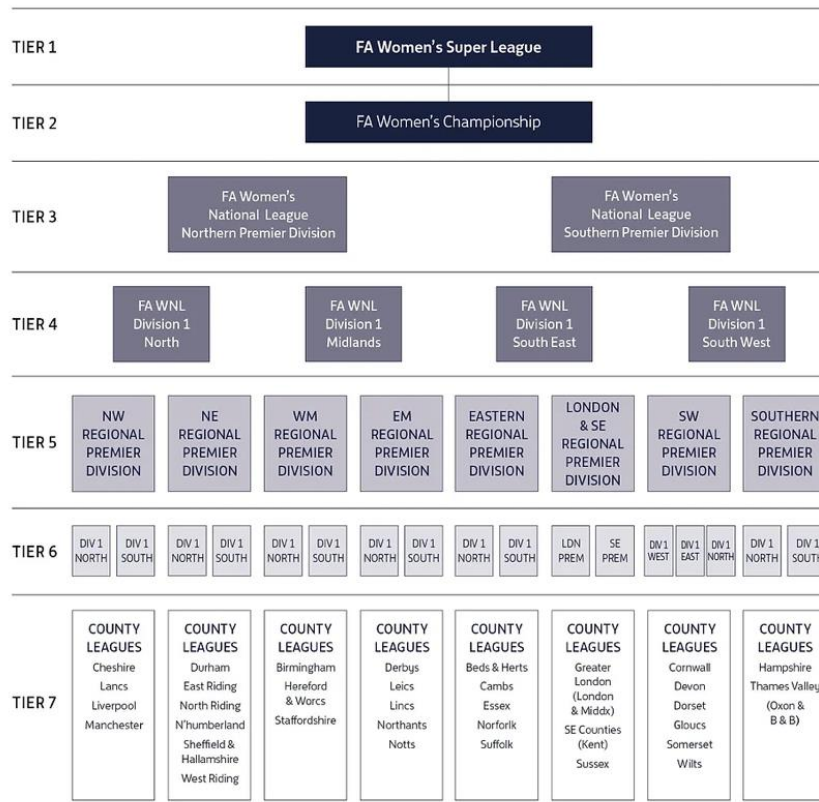 TIER 1
FA Women's Super League
TIER 2
FA Women's Championship
TIER 3
FA Women's
National League
Northern Premier Division
FA Women's
National League
Southern Premier Division
TIER 4
FA WNL
Division 1
North
FA WNL
Division 1
Midlands
FA WNL
Division 1
South East
FA WNL
Division 1
South West
TIER 5
NW
REGIONAL
PREMIER
DIVISION
NE
REGIONAL
PREMIER
DIVISION
WM
REGIONAL
PREMIER
DIVISION
EM
REGIONAL
PREMIER
DIVISION
EASTERN
REGIONAL
PREMIER
DIVISION
LONDON
& SE
REGIONAL
PREMIER
DIVISION
SW
REGIONAL
PREMIER
DIVISION
SOUTHERN
REGIONAL
PREMIER
DIVISION
TIER 6
DIV 1
NORTH
DIV 1
SOUTH
DIV 1
NORTH
DIV 1
SOUTH
DIV 1
NORTH
DIV 1
SOUTH
DIV 1
NORTH
DIV 1
SOUTH
DIV 1
NORTH
DIV 1
SOUTH
LDN
PREM
SE
PREM
DIV 1
WEST
DIV 1
EAST
DIV 1
NORTH
DIV 1
NORTH
DIV 1
SOUTH
TIER 7
COUNTY
LEAGUES
Cheshire
Lancs
Liverpool
Manchester
COUNTY
LEAGUES
Durham
East Riding
North Riding
N'humberland
Sheffield &
Hallamshire
West Riding
COUNTY
LEAGUES
Birmingham
Hereford
& Worcs
Staffordshire
COUNTY
LEAGUES
Derbys
Leics
Lincs
Northants
Notts
COUNTY
LEAGUES
Beds & Herts
Cambs
Essex
Norforlk
Suffolk
COUNTY
LEAGUES
Greater
London
(London
& Middx)
SE Counties
(Kent)
Sussex
COUNTY
LEAGUES
Cornwall
Devon
Dorset
Gloucs
Somerset
Wilts
COUNTY
LEAGUES
Hampshire
Thames Valley
(Oxon &
B & B)